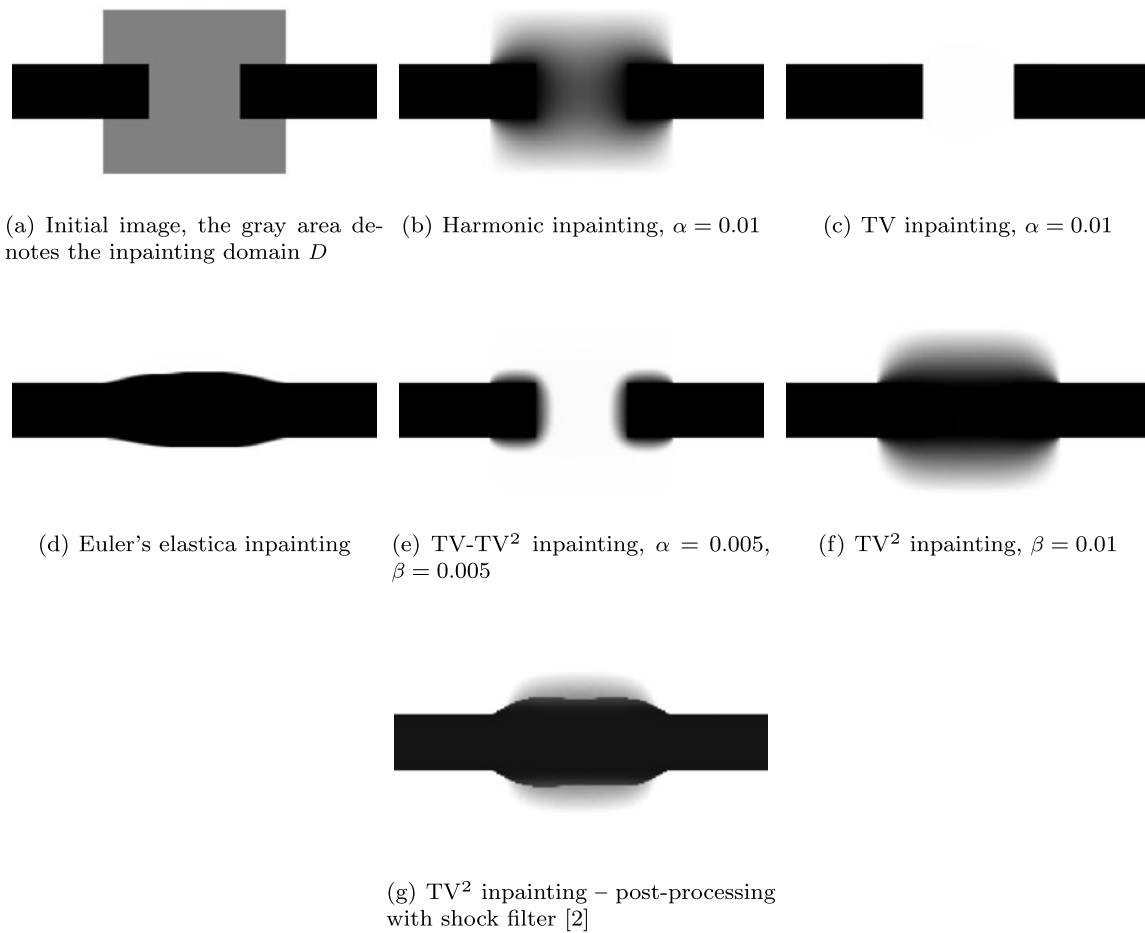 (a) Initial image, the gray area de-
notes the inpainting domain D
(b) Harmonic inpainting, α = 0.01
(c) TV inpainting, α = 0.01
(d) Euler's elastica inpainting
(e) TV-TV² inpainting, α = 0.005,
β = 0.005
(f) TV² inpainting, β = 0.01
(g) TV² inpainting – post-processing
with shock filter [2]